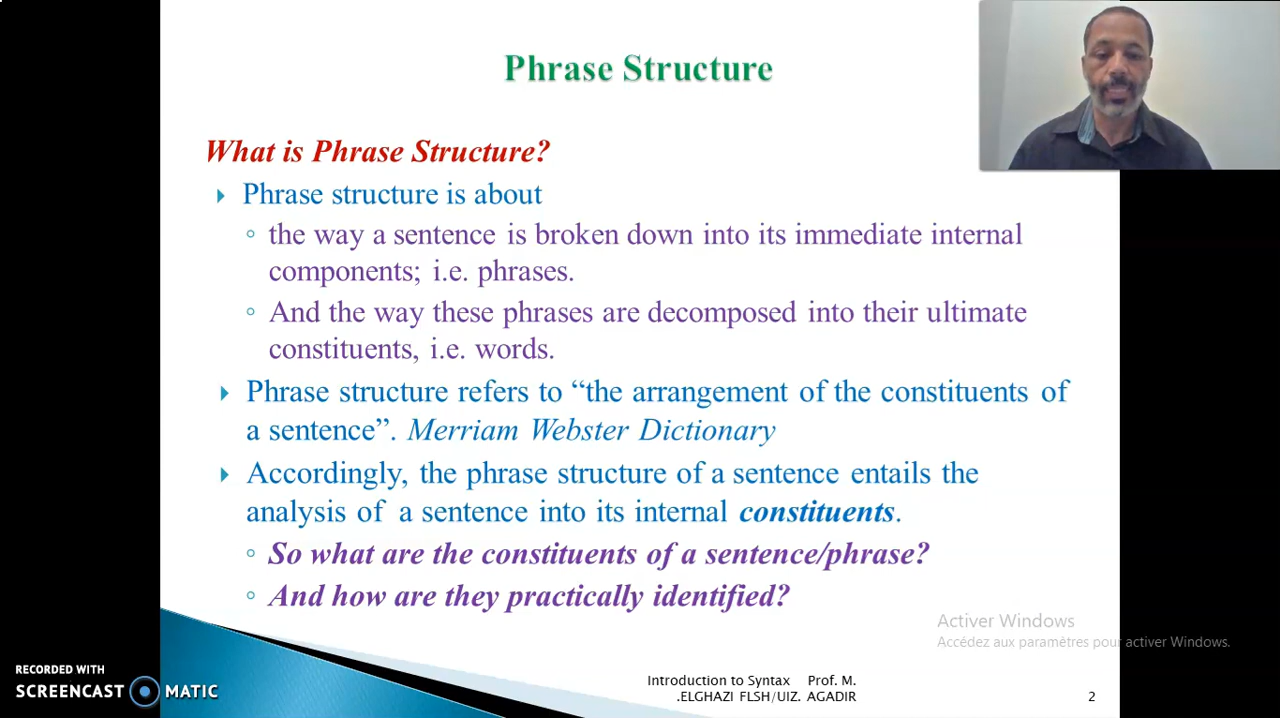 Phrase Structure
What is Phrase Structure?
Phrase structure is about
the way a sentence is broken down into its immediate internal
components; i.e. phrases.
And the way these phrases are decomposed into their ultimate
constituents, i.e. words.
Phrase structure refers to “the arrangement of the constituents of
a sentence”. Merriam Webster Dictionary
Accordingly, the phrase structure of a sentence entails the
analysis of a sentence into its internal constituents.
So what are the constituents of a sentence/phrase?
And how are they practically identified?
Activer Windows
Accédez aux paramètres pour activer Windows.
RECORDED WITH
SCREENCAST MATIC
Introduction to Syntax Prof. M.
.ELGHAZI FLSH/UIZ. AGADIR
2